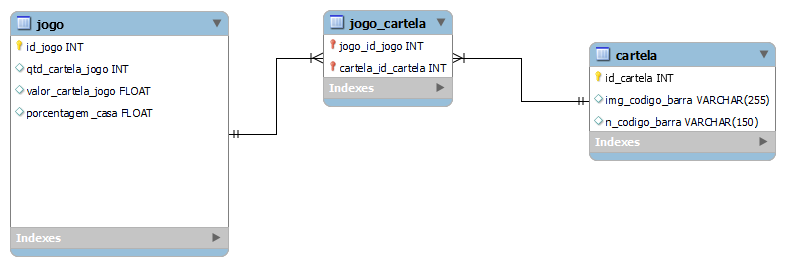 jogo
id_jogo INT
qtd_cartela_jogo INT
valor_cartela_jogo FLOAT
porcentagem_casa FLOAT
Indexes
jogo_cartela
jogo_id_jogo INT
cartela_id_cartela INT
Indexes
cartela
id_cartela INT
img_codigo_barra VARCHAR(255)
n_codigo_barra VARCHAR(150)
Indexes